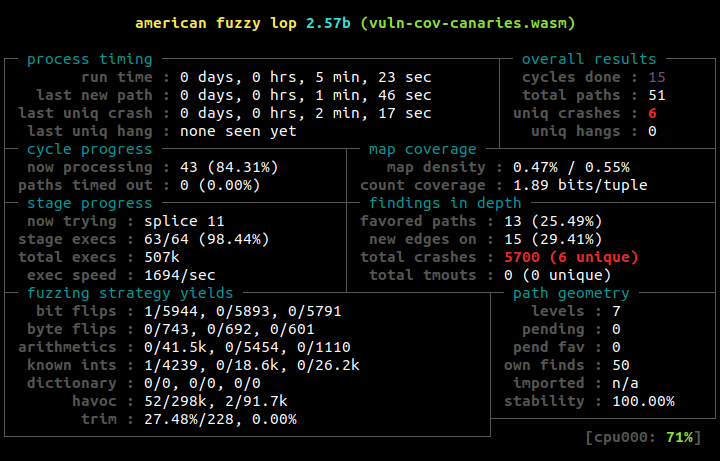 american fuzzy lop 2.57b (vuln-cov-canaries.wasm)
process timing
run time : 0 days, 0 hrs, 5 min, 23 sec
last new path : 0 days, 0 hrs, 1 min, 46 sec
last uniq crash : 0 days, 0 hrs, 2 min, 17 sec
last uniq hang : none seen yet
overall results
cycles done : 15
total paths : 51
uniq crashes : 6
uniq hangs : 0
cycle progress
now processing : 43 (84.31%)
paths timed out : 0 (0.00%)
map coverage
map density : 0.47% / 0.55%
count coverage : 1.89 bits/tuple
stage progress
now trying : splice 11
stage execs : 63/64 (98.44%)
total execs : 507k
exec speed : 1694/sec
findings in depth
favored paths : 13 (25.49%)
new edges on : 15 (29.41%)
total crashes : 5700 (6 unique)
total tmouts : 0 (0 unique)
fuzzing strategy yields
bit flips : 1/5944, 0/5893, 0/5791
byte flips : 0/743, 0/692, 0/601
arithmetics : 0/41.5k, 0/5454, 0/1110
known ints : 1/4239, 0/18.6k, 0/26.2k
dictionary : 0/0, 0/0, 0/0
havoc : 52/298k, 2/91.7k
trim : 27.48%/228, 0.00%
path geometry
levels : 7
pending : 0
pend fav : 0
own finds : 50
imported : n/a
stability : 100.00%
[cpu000: 71%]